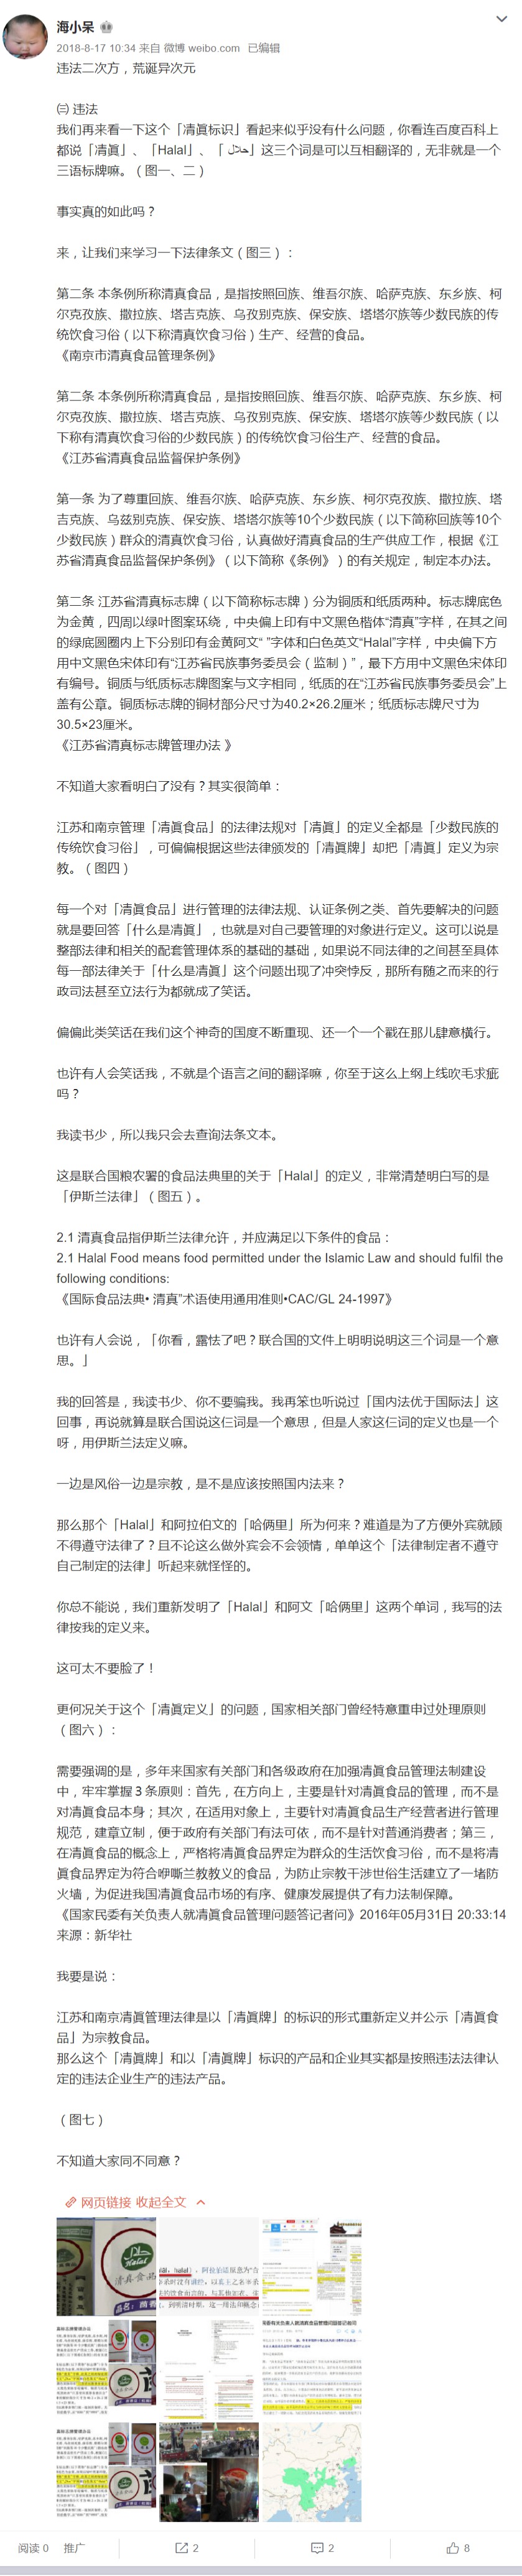 海小呆
2018-8-17 10:34 来自 微博 weibo.com 已编辑
违法二次方，荒诞异次元
㈢ 违法
我们再来看一下这个「清眞标识」看起来似乎没有什么问题，你看连百度百科上
都说「清眞」、「Halal」、「 حلال」这三个词是可以互相翻译的，无非就是一个
三语标牌嘛。（图一、二）
事实真的如此吗？
来，让我们来学习一下法律条文（图三）：
第二条 本条例所称清真食品，是指按照回族、维吾尔族、哈萨克族、东乡族、柯
尔克孜族、撒拉族、塔吉克族、乌孜别克族、保安族、塔塔尔族等少数民族的传
统饮食习俗（以下称清真饮食习俗）生产、经营的食品。
《南京市清真食品管理条例》
第二条 本条例所称清真食品，是指按照回族、维吾尔族、哈萨克族、东乡族、柯
尔克孜族、撒拉族、塔吉克族、乌孜别克族、保安族、塔塔尔族等少数民族（以
下称有清真饮食习俗的少数民族）的传统饮食习俗生产、经营的食品。
《江苏省清真食品监督保护条例》
第一条 为了尊重回族、维吾尔族、哈萨克族、东乡族、柯尔克孜族、撒拉族、塔
吉克族、乌兹别克族、保安族、塔塔尔族等10个少数民族（以下简称回族等10个
少数民族）群众的清真饮食习俗，认真做好清真食品的生产供应工作，根据《江
苏省清真食品监督保护条例》（以下简称《条例》）的有关规定，制定本办法。
第二条 江苏省清真标志牌（以下简称标志牌）分为铜质和纸质两种。标志牌底色
为金黄，四周以绿叶图案环绕，中央偏上印有中文黑色楷体“清真”字样，在其之间
的绿底圆圈内上下分别印有金黄阿文“ ”字体和白色英文“Halal”字样，中央偏下方
用中文黑色宋体印有“江苏省民族事务委员会（监制）”，最下方用中文黑色宋体印
有编号。铜质与纸质标志牌图案与文字相同，纸质的在“江苏省民族事务委员会”上
盖有公章。铜质标志牌的铜材部分尺寸为40.2×26.2厘米；纸质标志牌尺寸为
30.5×23厘米。
《江苏省清真标志牌管理办法 》
不知道大家看明白了没有？其实很简单：
江苏和南京管理「清眞食品」的法律法规对「清眞」的定义全都是「少数民族的
传统饮食习俗」，可偏偏根据这些法律颁发的「清眞牌」却把「清眞」定义为宗
教。（图四）
每一个对「清眞食品」进行管理的法律法规、认证条例之类、首先要解决的问题
就是要回答「什么是清眞」，也就是对自己要管理的对象进行定义。这可以说是
整部法律和相关的配套管理体系的基础的基础，如果说不同法律的之间甚至具体
每一部法律关于「什么是清眞」这个问题出现了冲突悖反，那所有随之而来的行
政司法甚至立法行为都就成了笑话。
偏偏此类笑话在我们这个神奇的国度不断重现、还一个一个戳在那儿肆意横行。
也许有人会笑话我，不就是个语言之间的翻译嘛，你至于这么上纲上线吹毛求疵
吗？
我读书少，所以我只会去查询法条文本。
这是联合国粮农署的食品法典里的关于「Halal」的定义，非常清楚明白写的是
「伊斯兰法律」（图五）。
2.1 清真食品指伊斯兰法律允许，并应满足以下条件的食品：
2.1 Halal Food means food permitted under the Islamic Law and should fulfil the
following conditions:
《国际食品法典• 清真”术语使用通用准则•CAC/GL 24-1997》
也许有人会说，「你看，露怯了吧？联合国的文件上明明说明这三个词是一个意
思。」
我的回答是，我读书少、你不要骗我。我再笨也听说过「国内法优于国际法」这
回事，再说就算是联合国说这仨词是一个意思，但是人家这仨词的定义也是一个
呀，用伊斯兰法定义嘛。
一边是风俗一边是宗教，是不是应该按照国内法来？
那么那个「Halal」和阿拉伯文的「哈俩里」所为何来？难道是为了方便外宾就顾
不得遵守法律了？且不论这么做外宾会不会领情，单单这个「法律制定者不遵守
自己制定的法律」听起来就怪怪的。
你总不能说，我们重新发明了「Halal」和阿文「哈俩里」这两个单词，我写的法
律按我的定义来。
这可太不要脸了！
更何况关于这个「清眞定义」的问题，国家相关部门曾经特意重申过处理原则
（图六）：
需要强调的是，多年来国家有关部门和各级政府在加强清眞食品管理法制建设
中，牢牢掌握３条原则：首先，在方向上，主要是针对清眞食品的管理，而不是
对清眞食品本身；其次，在适用对象上，主要针对清眞食品生产经营者进行管理
规范，建章立制，便于政府有关部门有法可依，而不是针对普通消费者；第三，
在清眞食品的概念上，严格将清眞食品界定为群众的生活饮食习俗，而不是将清
眞食品界定为符合咿嘶兰教教义的食品，为防止宗教干涉世俗生活建立了一堵防
火墙，为促进我国清眞食品市场的有序、健康发展提供了有力法制保障。
《国家民委有关负责人就清眞食品管理问题答记者问》2016年05月31日 20:33:14
来源：新华社
我要是说：
江苏和南京清眞管理法律是以「清眞牌」的标识的形式重新定义并公示「清眞食
品」为宗教食品。
那么这个「清眞牌」和以「清眞牌」标识的产品和企业其实都是按照违法法律认
定的违法企业生产的违法产品。
（图七）
不知道大家同不同意？
网页链接 收起全文
阅读 0 推广 2 2 8